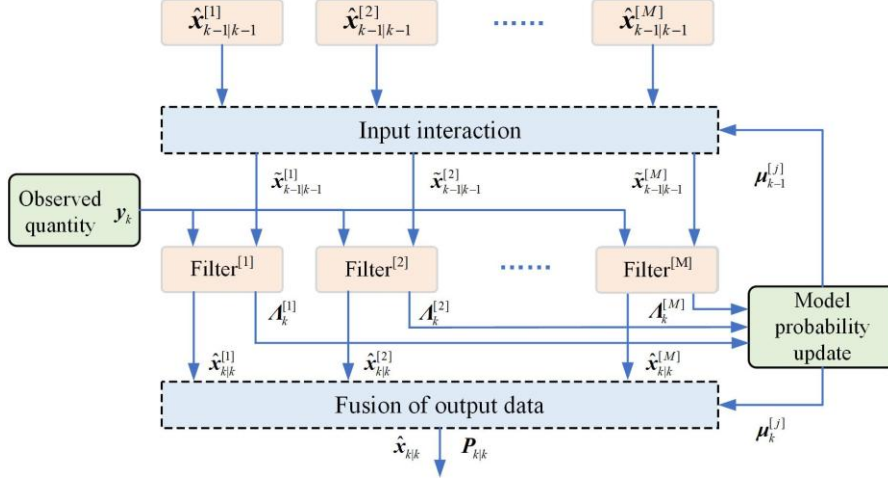 x̂^{[1]}_{k−1|k−1} x̂^{[2]}_{k−1|k−1} ...... x̂^{[M]}_{k−1|k−1}
Input interaction
x̃^{[1]}_{k−1|k−1} x̃^{[2]}_{k−1|k−1} x̃^{[M]}_{k−1|k−1} μ^{[j]}_{k−1}
Observed
quantity y_k
Filter^{[1]} Filter^{[2]} ...... Filter^{[M]}
Λ^{[1]}_k Λ^{[2]}_k Λ^{[M]}_k
Model
probability
update
x̂^{[1]}_{k|k} x̂^{[2]}_{k|k} x̂^{[M]}_{k|k}
Fusion of output data
μ^{[j]}_k
x̂_{k|k} P_{k|k}